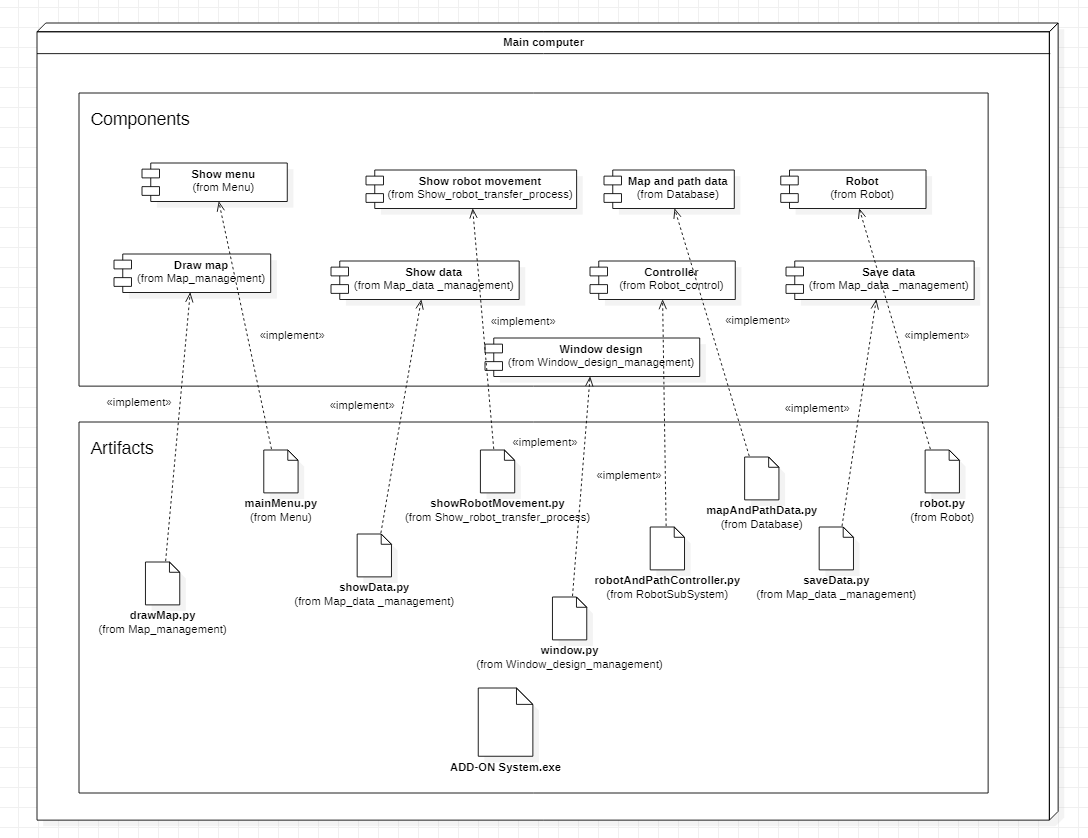 Main computer
Components
Show menu
(from Menu)
Show robot movement
(from Show_robot_transfer_process)
Map and path data
(from Database)
Robot
(from Robot)
Draw map
(from Map_management)
Show data
(from Map_data _management)
Controller
(from Robot_control)
Save data
(from Map_data _management)
«implement»
«implement»
«implement»
«implement»
Window design
(from Window_design_management)
«implement»
«implement»
«implement»
Artifacts
«implement»
«implement»
mainMenu.py
(from Menu)
showRobotMovement.py
(from Show_robot_transfer_process)
mapAndPathData.py
(from Database)
robot.py
(from Robot)
showData.py
(from Map_data _management)
robotAndPathController.py
(from RobotSubSystem)
saveData.py
(from Map_data _management)
drawMap.py
(from Map_management)
window.py
(from Window_design_management)
ADD-ON System.exe